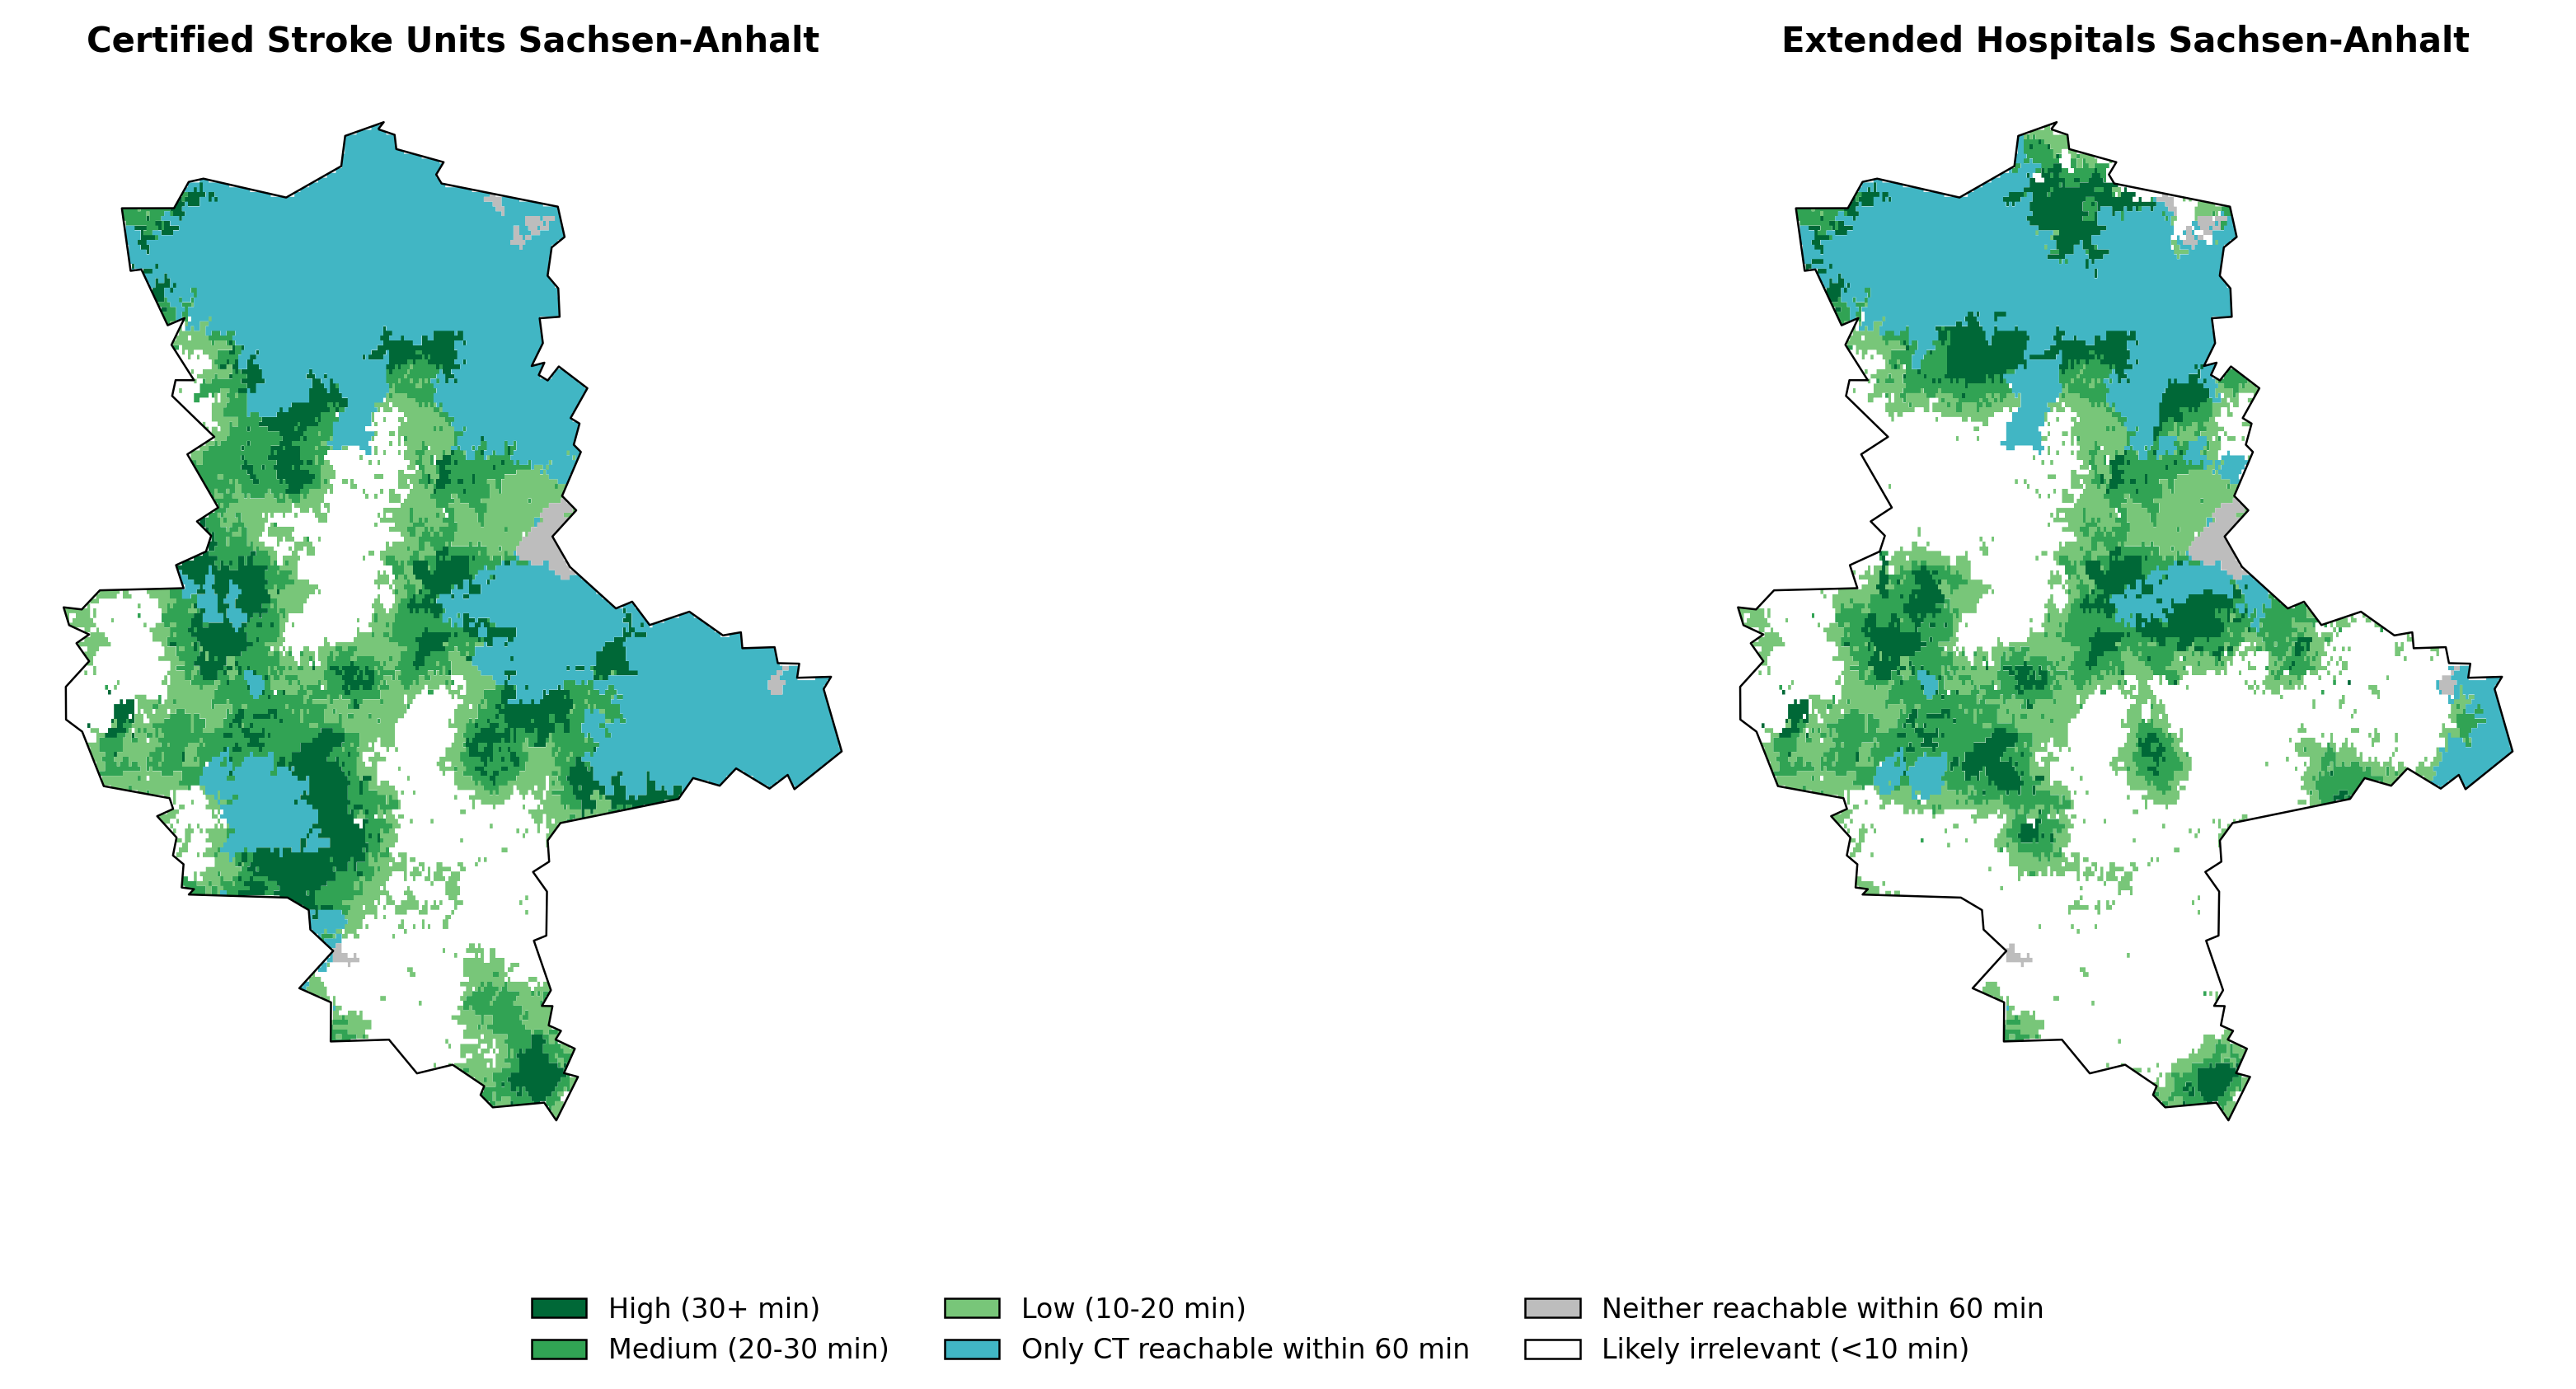 Certified Stroke Units Sachsen-Anhalt
Extended Hospitals Sachsen-Anhalt
High (30+ min)
Medium (20-30 min)
Low (10-20 min)
Only CT reachable within 60 min
Neither reachable within 60 min
Likely irrelevant (<10 min)